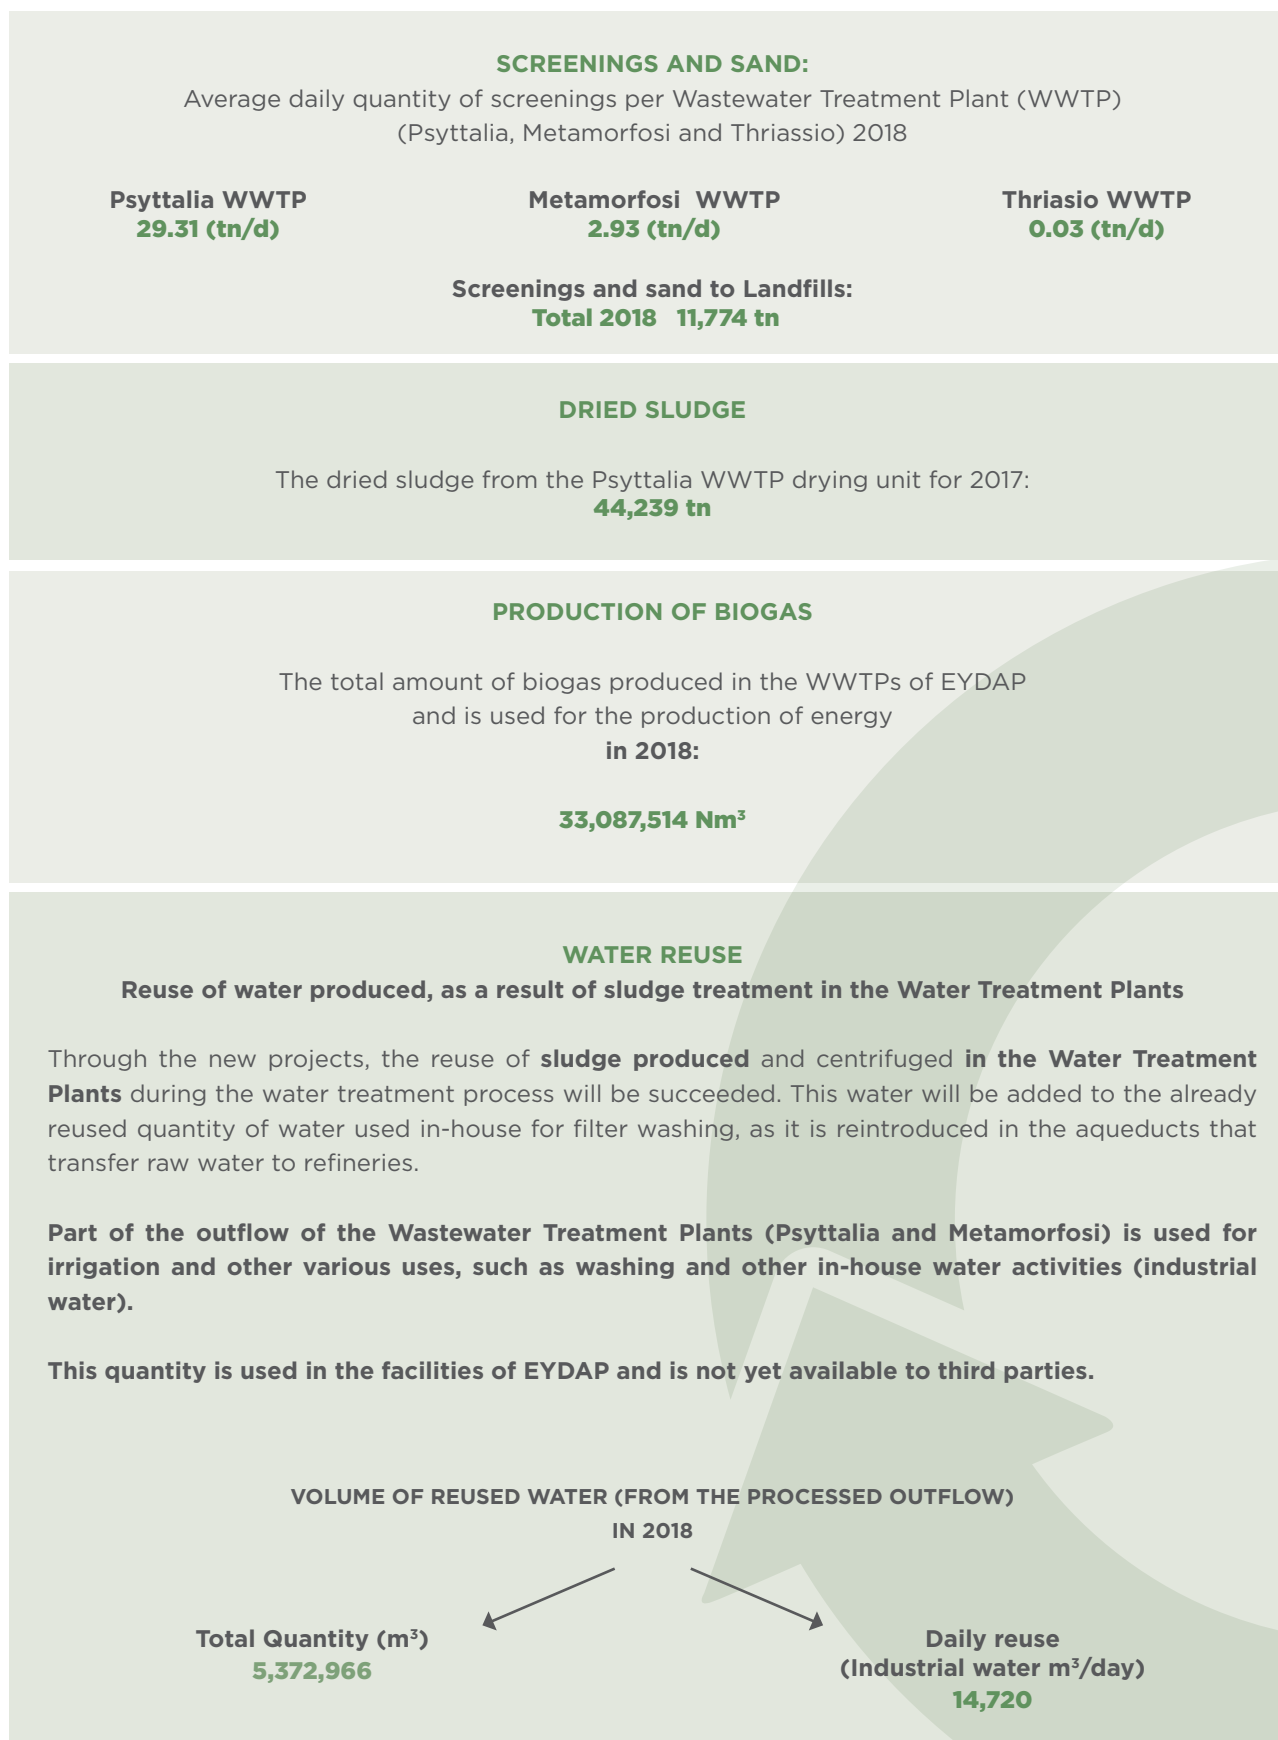 SCREENINGS AND SAND:
Average daily quantity of screenings per Wastewater Treatment Plant (WWTP)
(Psyttalia, Metamorfosi and Thriassio) 2018
Psyttalia WWTP
29.31 (tn/d)
Metamorfosi WWTP
2.93 (tn/d)
Thriasio WWTP
0.03 (tn/d)
Screenings and sand to Landfills:
Total 2018 11,774 tn
DRIED SLUDGE
The dried sludge from the Psyttalia WWTP drying unit for 2017:
44,239 tn
PRODUCTION OF BIOGAS
The total amount of biogas produced in the WWTPs of EYDAP
and is used for the production of energy
in 2018:
33,087,514 Nm³
WATER REUSE
Reuse of water produced, as a result of sludge treatment in the Water Treatment Plants
Through the new projects, the reuse of sludge produced and centrifuged in the Water Treatment
Plants during the water treatment process will be succeeded. This water will be added to the already
reused quantity of water used in-house for filter washing, as it is reintroduced in the aqueducts that
transfer raw water to refineries.
Part of the outflow of the Wastewater Treatment Plants (Psyttalia and Metamorfosi) is used for
irrigation and other various uses, such as washing and other in-house water activities (industrial
water).
This quantity is used in the facilities of EYDAP and is not yet available to third parties.
VOLUME OF REUSED WATER (FROM THE PROCESSED OUTFLOW)
IN 2018
Total Quantity (m³)
5,372,966
Daily reuse
(Industrial water m³/day)
14,720